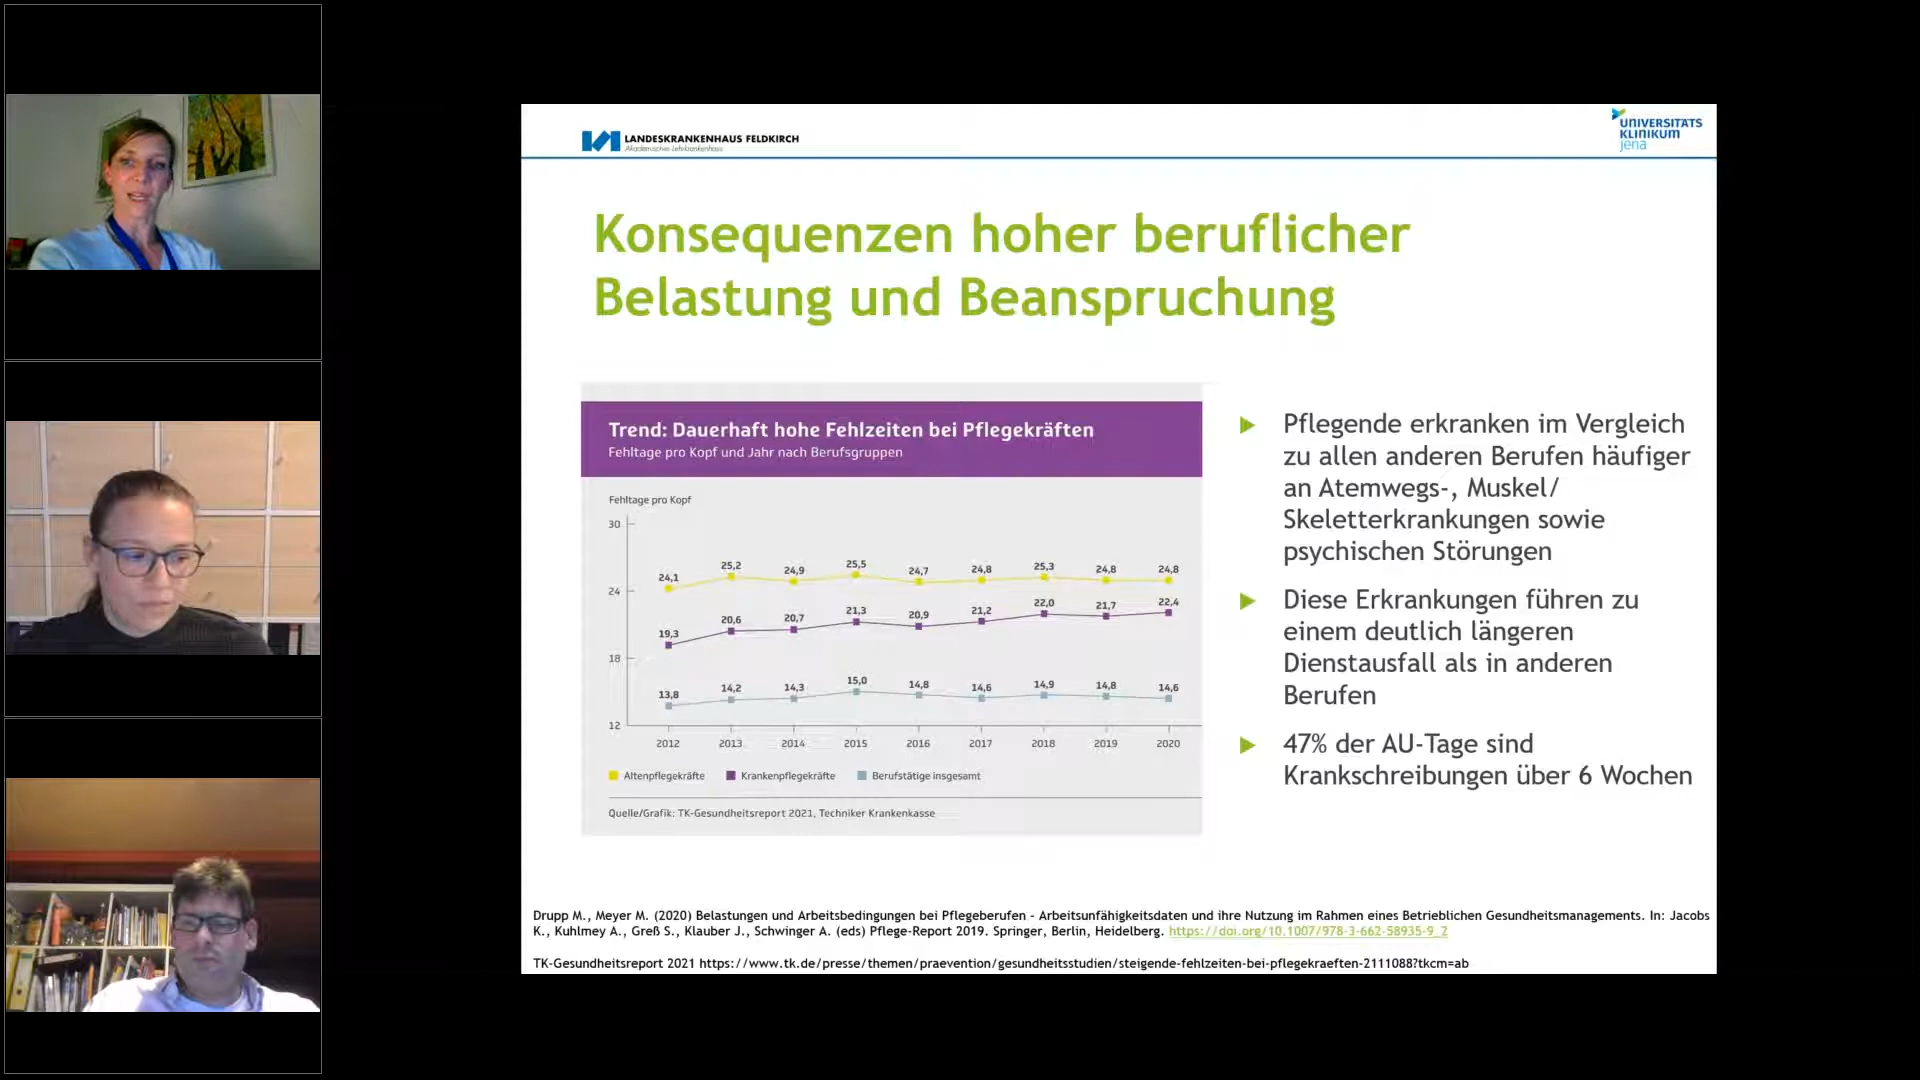 LANDESKRANKENHAUS FELDKIRCH
Akademisches Lehrkrankenhaus
UNIVERSITÄTS
KLINIKUM
jena
Konsequenzen hoher beruflicher
Belastung und Beanspruchung
Trend: Dauerhaft hohe Fehlzeiten bei Pflegekräften
Fehltage pro Kopf und Jahr nach Berufsgruppen
Fehltage pro Kopf
30
24
18
12
24,1 25,2 24,9 25,5 24,7 24,8 25,3 24,8 24,8
19,3 20,6 20,7 21,3 20,9 21,2 22,0 21,7 22,4
13,8 14,2 14,3 15,0 14,8 14,6 14,9 14,8 14,6
2012 2013 2014 2015 2016 2017 2018 2019 2020
Altenpflegekräfte Krankenpflegekräfte Berufstätige insgesamt
Quelle/Grafik: TK-Gesundheitsreport 2021, Techniker Krankenkasse
Pflegende erkranken im Vergleich
zu allen anderen Berufen häufiger
an Atemwegs-, Muskel/
Skeletterkrankungen sowie
psychischen Störungen
Diese Erkrankungen führen zu
einem deutlich längeren
Dienstausfall als in anderen
Berufen
47% der AU-Tage sind
Krankschreibungen über 6 Wochen
Drupp M., Meyer M. (2020) Belastungen und Arbeitsbedingungen bei Pflegeberufen – Arbeitsunfähigkeitsdaten und ihre Nutzung im Rahmen eines Betrieblichen Gesundheitsmanagements. In: Jacobs
K., Kuhlmey A., Greß S., Klauber J., Schwinger A. (eds) Pflege-Report 2019. Springer, Berlin, Heidelberg. https://doi.org/10.1007/978-3-662-58935-9_2
TK-Gesundheitsreport 2021 https://www.tk.de/presse/themen/praevention/gesundheitsstudien/steigende-fehlzeiten-bei-pflegekraeften-2111088?tkcm=ab